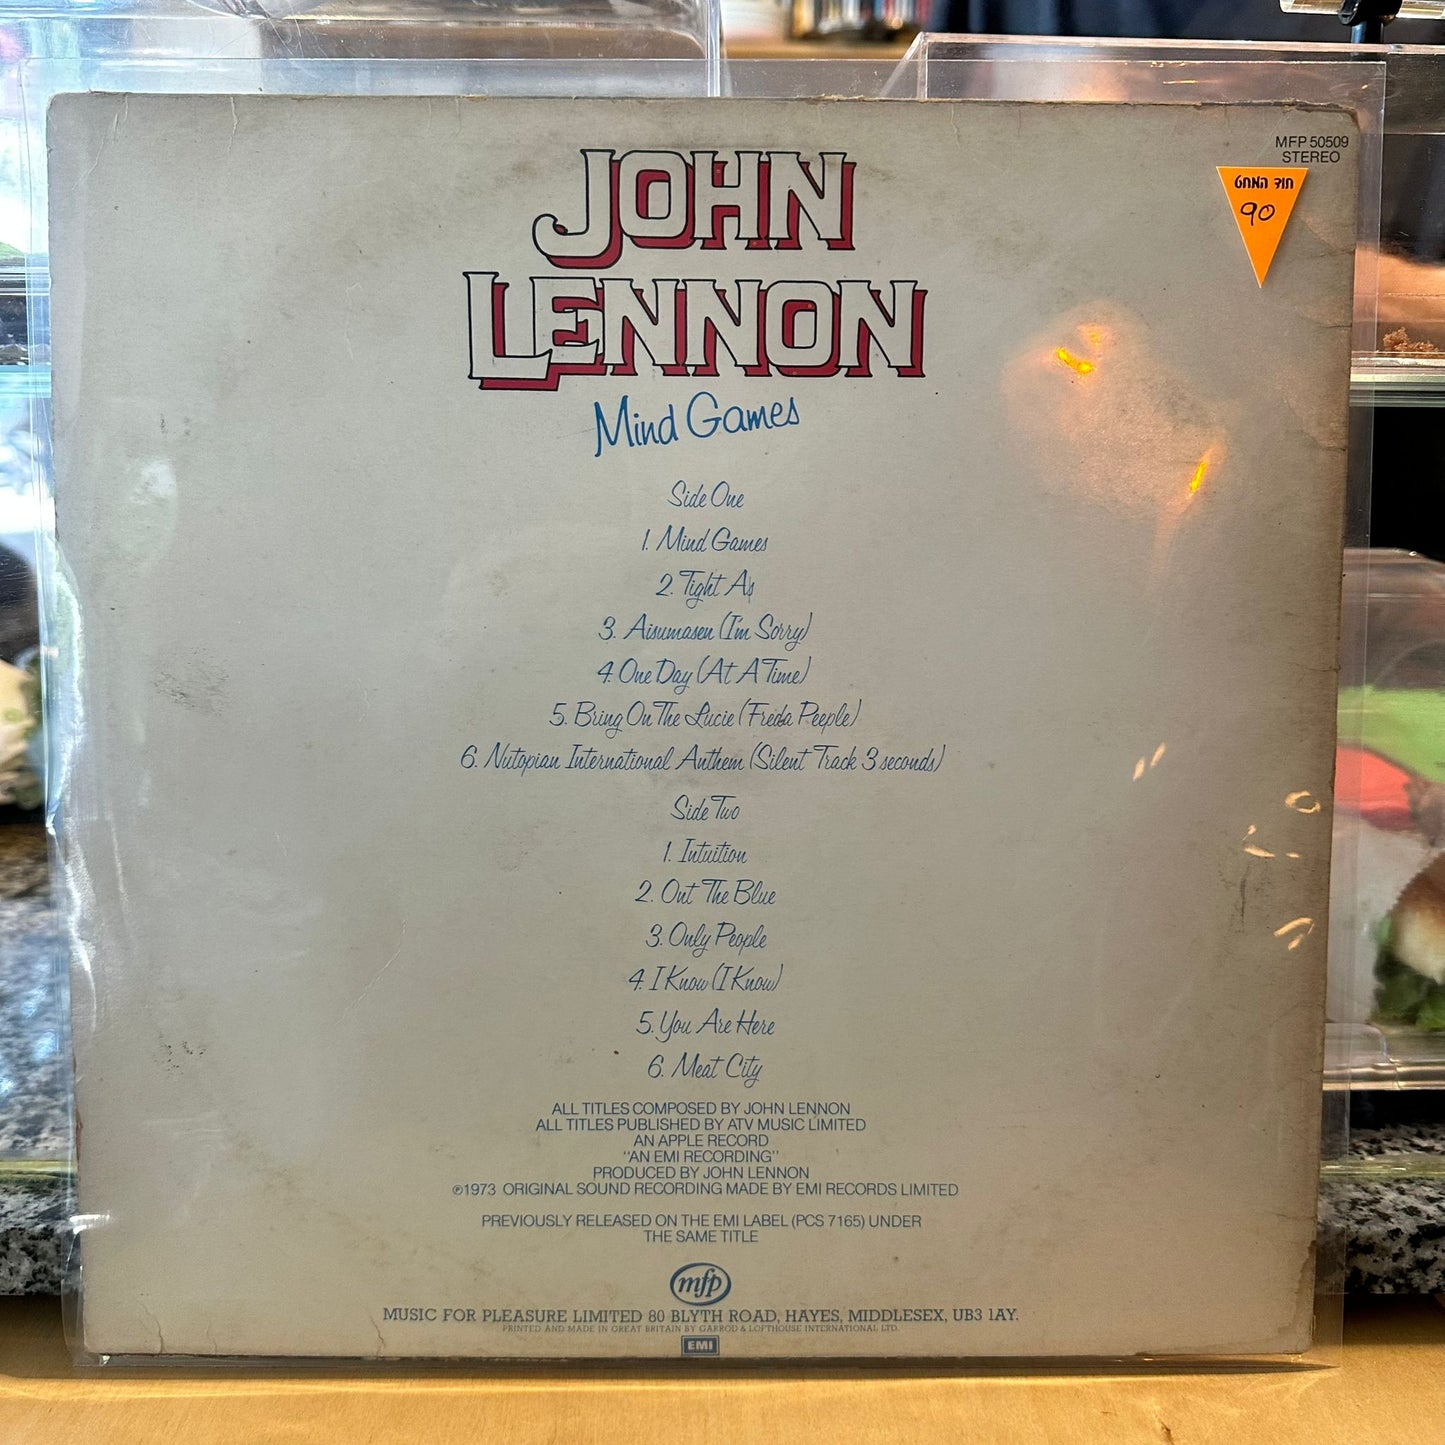 MFP 50509
STEREO
חוד המחט
90
JOHN
LENNON
Mind Games
Side One
1. Mind Games
2. Tight A$
3. Aisumasen (I'm Sorry)
4. One Day (At A Time)
5. Bring On The Lucie (Freda Peeple)
6. Nutopian International Anthem (Silent Track 3 seconds)
Side Two
1. Intuition
2. Out The Blue
3. Only People
4. I Know (I Know)
5. You Are Here
6. Meat City
ALL TITLES COMPOSED BY JOHN LENNON
ALL TITLES PUBLISHED BY ATV MUSIC LIMITED
AN APPLE RECORD
"AN EMI RECORDING"
PRODUCED BY JOHN LENNON
℗1973 ORIGINAL SOUND RECORDING MADE BY EMI RECORDS LIMITED
PREVIOUSLY RELEASED ON THE EMI LABEL (PCS 7165) UNDER
THE SAME TITLE
mfp
MUSIC FOR PLEASURE LIMITED 80 BLYTH ROAD, HAYES, MIDDLESEX, UB3 1AY.
PRINTED AND MADE IN GREAT BRITAIN BY GARROD & LOFTHOUSE INTERNATIONAL LTD.
EMI